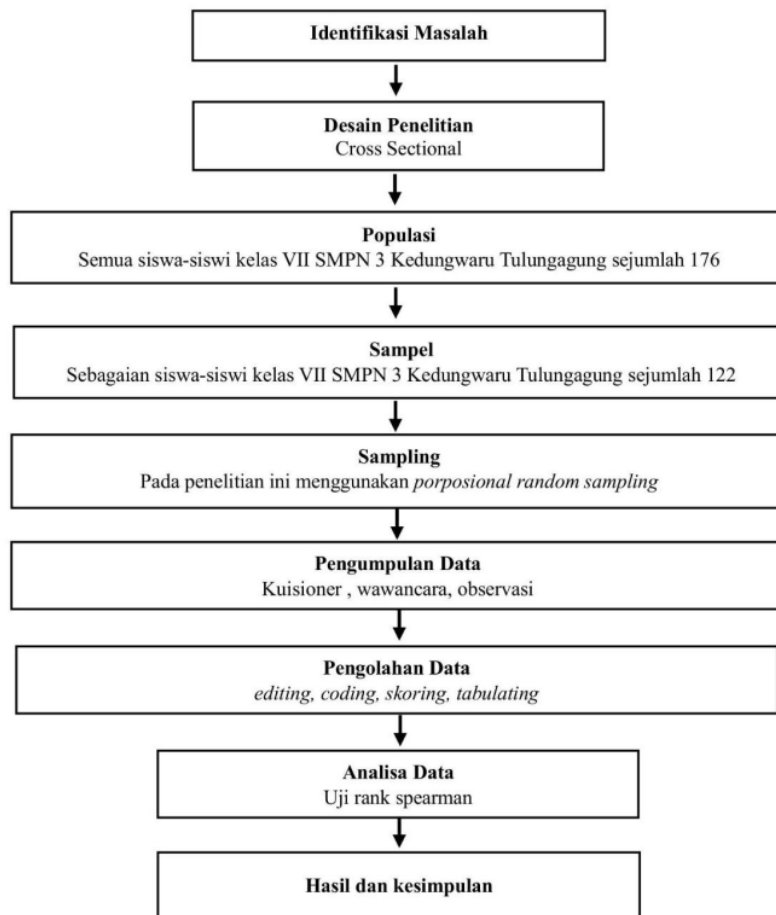 Identifikasi Masalah
Desain Penelitian
Cross Sectional
Populasi
Semua siswa-siswi kelas VII SMPN 3 Kedungwaru Tulungagung sejumlah 176
Sampel
Sebagaian siswa-siswi kelas VII SMPN 3 Kedungwaru Tulungagung sejumlah 122
Sampling
Pada penelitian ini menggunakan porposional random sampling
Pengumpulan Data
Kuisioner , wawancara, observasi
Pengolahan Data
editing, coding, skoring, tabulating
Analisa Data
Uji rank spearman
Hasil dan kesimpulan